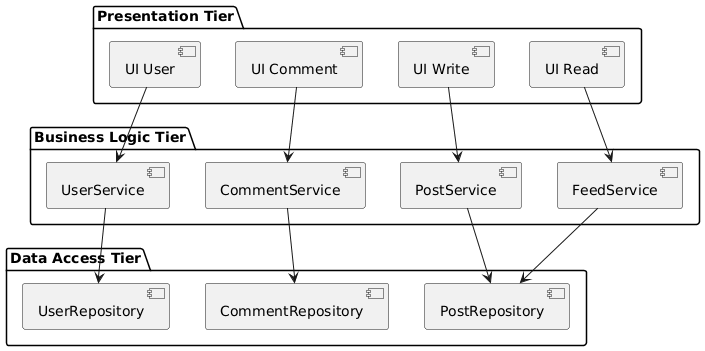 Presentation Tier
UI User
UI Comment
UI Write
UI Read
Business Logic Tier
UserService
CommentService
PostService
FeedService
Data Access Tier
UserRepository
CommentRepository
PostRepository